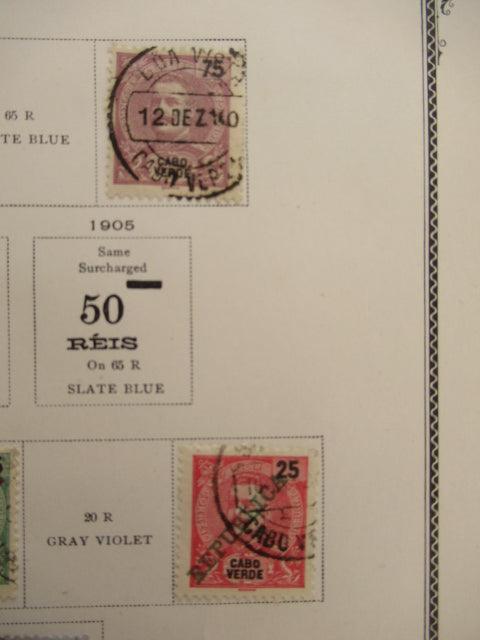 65 R
TE BLUE
75
12 DEZ 10
CABO
VERDE
1905
Same
Surcharged
50
RÉIS
On 65 R
SLATE BLUE
20 R
GRAY VIOLET
25
REPUBLICA
CABO
CABO
VERDE